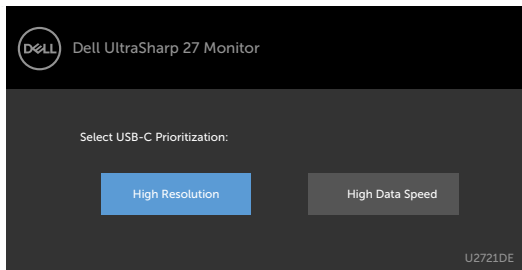 DELL
Dell UltraSharp 27 Monitor
Select USB-C Prioritization:
High Resolution
High Data Speed
U2721DE